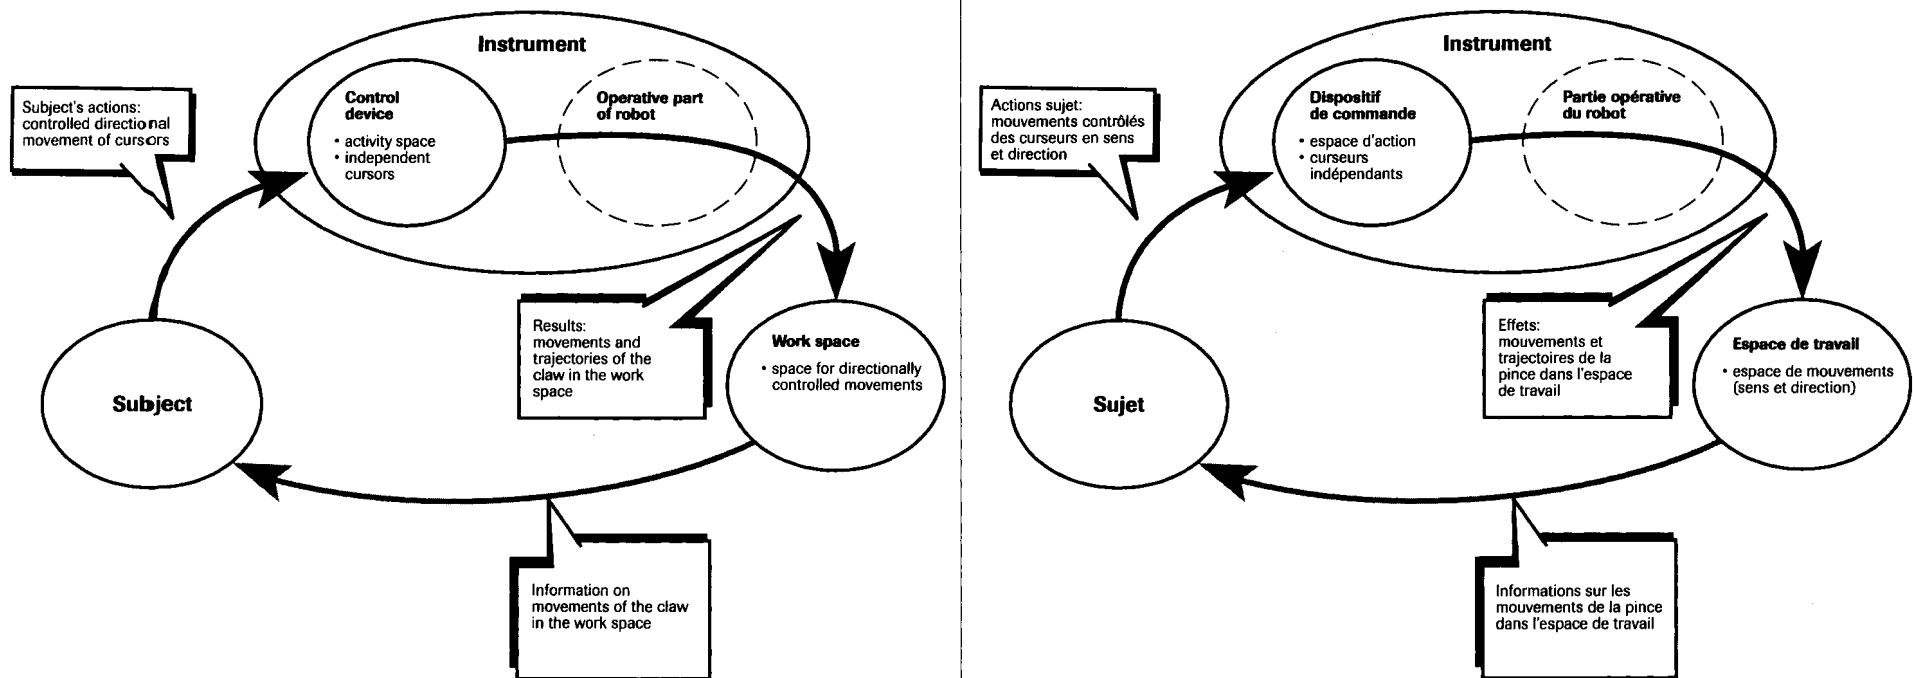 Instrument
Subject's actions:
controlled directional
movement of cursors
Control
device
• activity space
• independent
cursors
Operative part
of robot
Results:
movements and
trajectories of the
claw in the work
space
Work space
• space for directionally
controlled movements
Subject
Information on
movements of the claw
in the work space
Instrument
Actions sujet:
mouvements contrôlés
des curseurs en sens
et direction
Dispositif
de commande
• espace d'action
• curseurs
indépendants
Partie opérative
du robot
Effets:
mouvements et
trajectoires de la
pince dans l'espace
de travail
Espace de travail
• espace de mouvements
(sens et direction)
Sujet
Informations sur les
mouvements de la pince
dans l'espace de travail